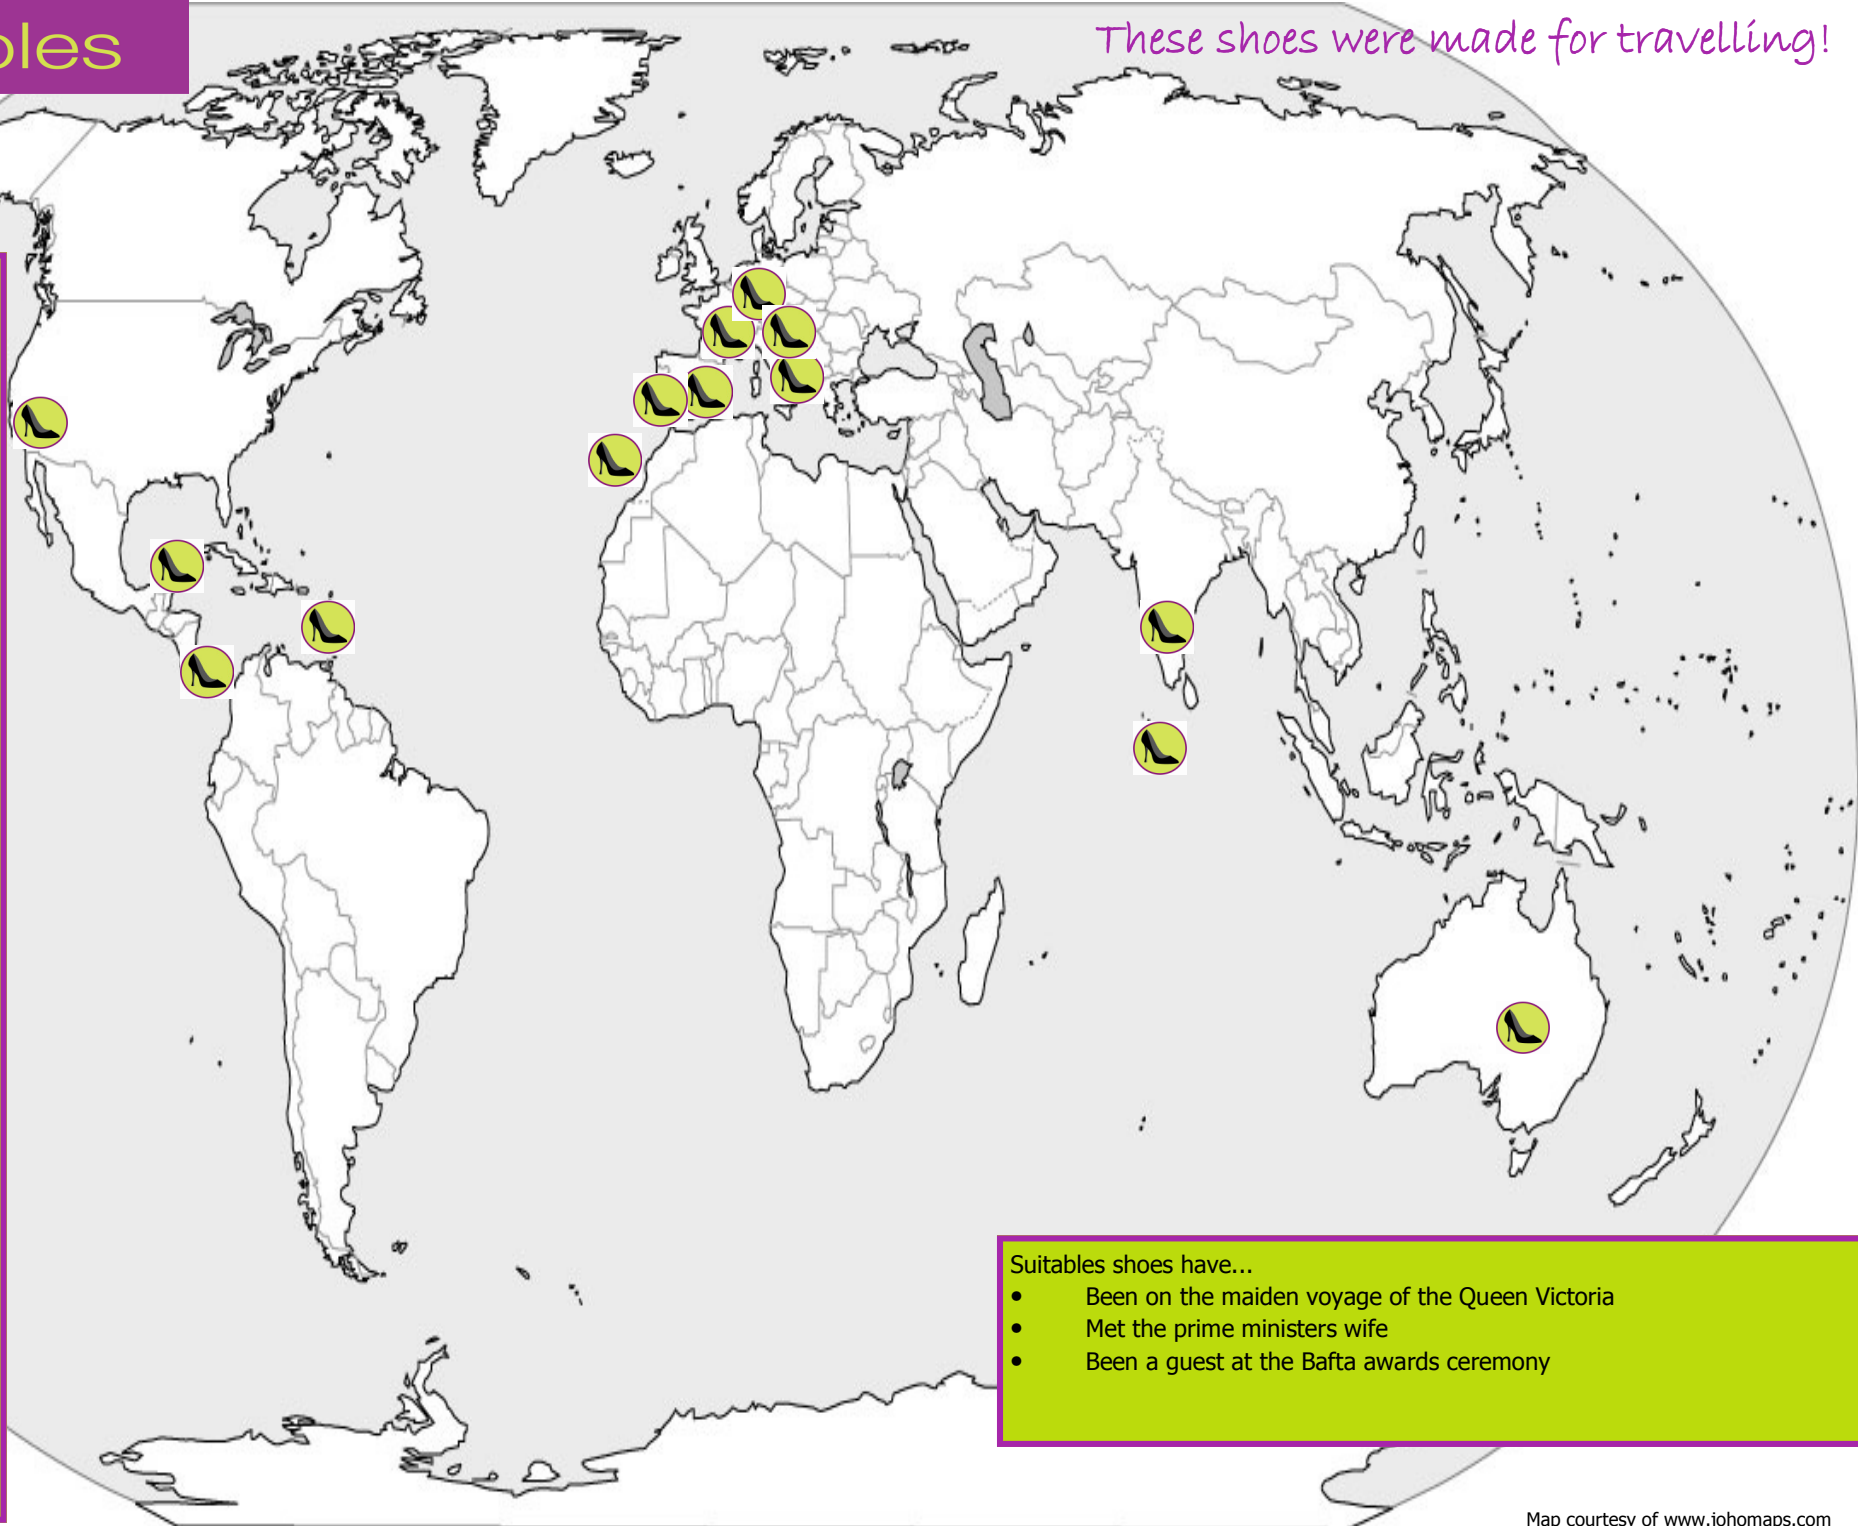 bles
These shoes were made for travelling!
Suitables shoes have...
• Been on the maiden voyage of the Queen Victoria
• Met the prime ministers wife
• Been a guest at the Bafta awards ceremony
Map courtesy of www.johomaps.com